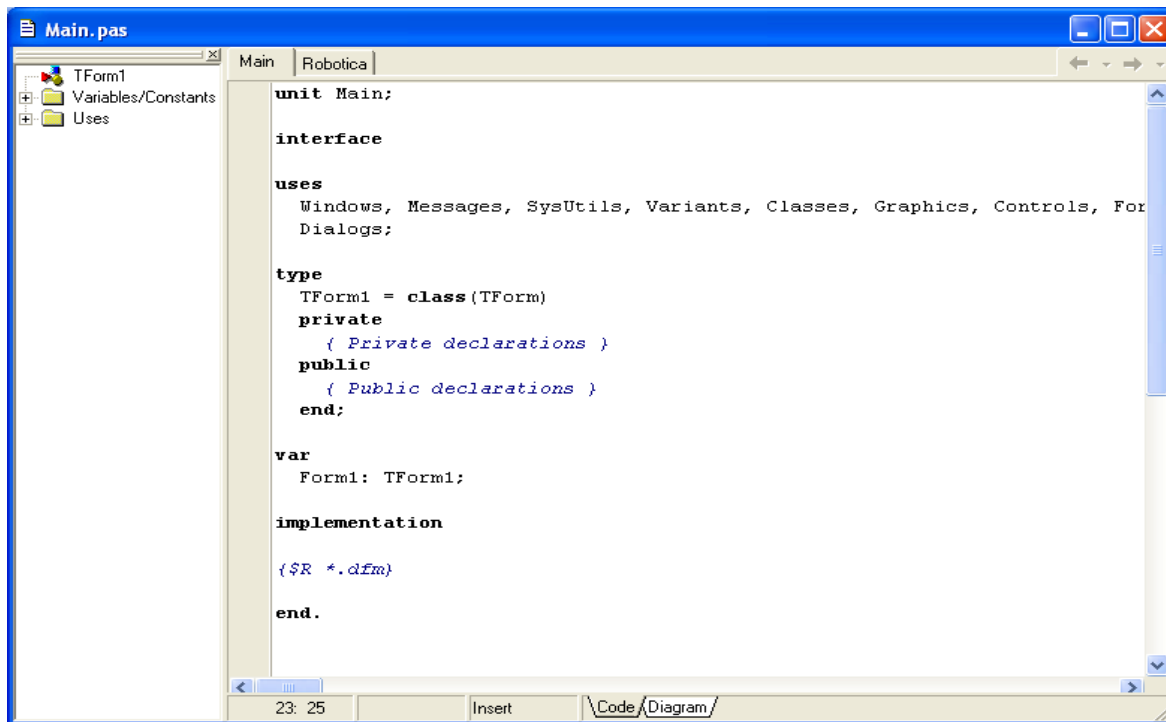 Main.pas
TForm1
Variables/Constants
Uses
Main
Robotica
unit Main;
interface
uses
Windows, Messages, SysUtils, Variants, Classes, Graphics, Controls, For
Dialogs;
type
TForm1 = class(TForm)
private
{ Private declarations }
public
{ Public declarations }
end;
var
Form1: TForm1;
implementation
{$R *.dfm}
end.
23: 25
Insert
Code
Diagram